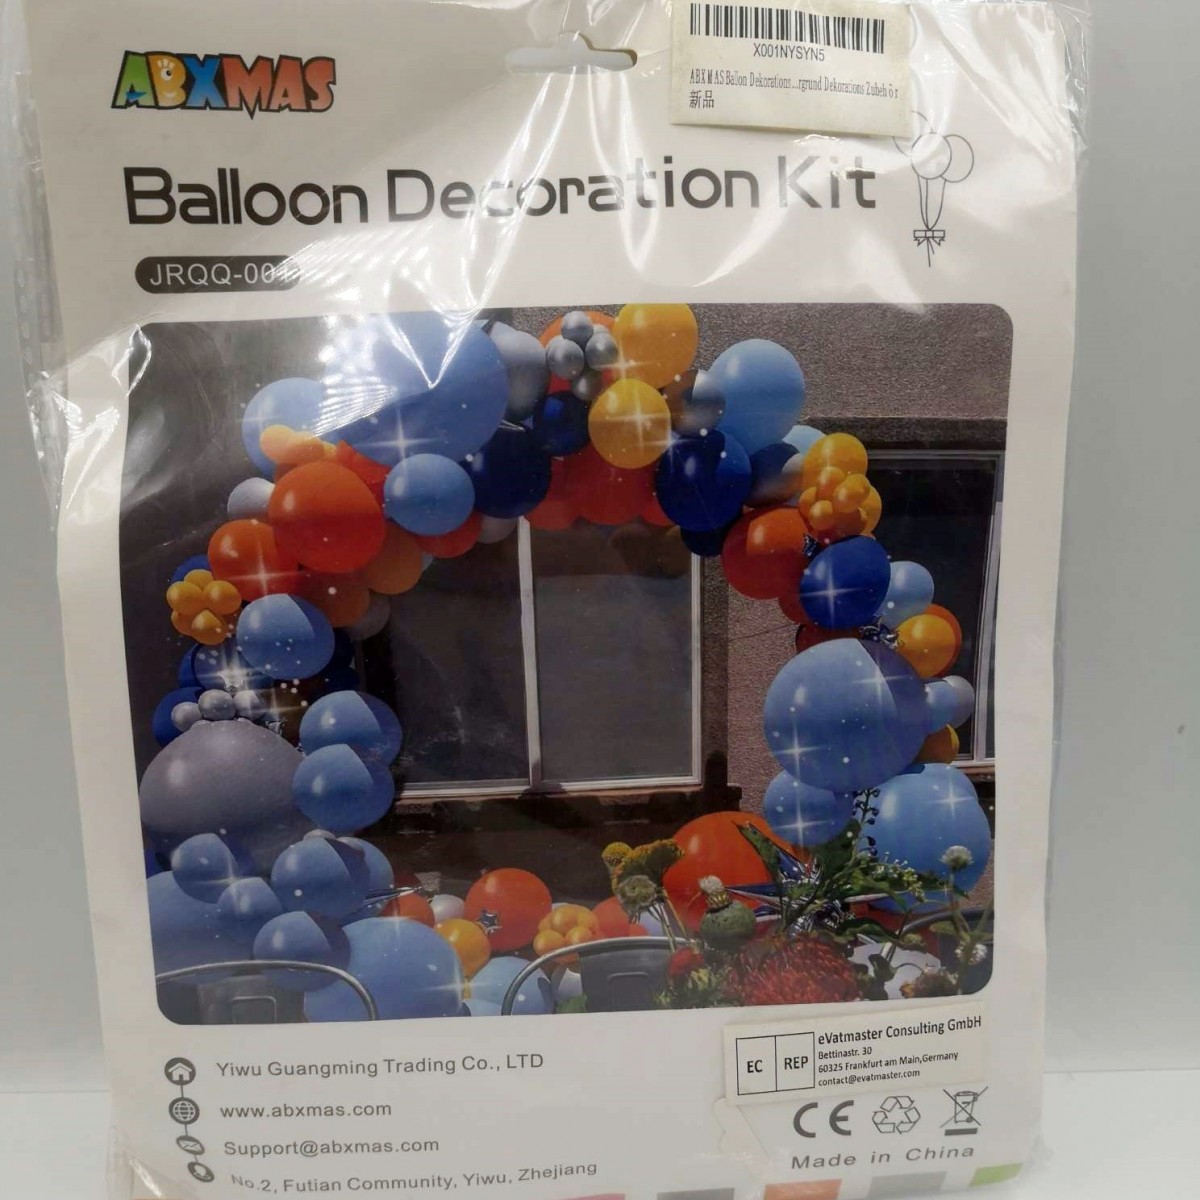 X001NYSYN5
ABXMAS Ballon Dekorations...rgrund Dekorations Zubehör
新品
ABXMAS
Balloon Decoration Kit
JRQQ-001
eVatmaster Consulting GmbH
Bettinastr. 30
60325 Frankfurt am Main,Germany
contact@evatmaster.com
EC REP
Yiwu Guangming Trading Co., LTD
www.abxmas.com
Support@abxmas.com
No.2, Futian Community, Yiwu, Zhejiang
CE
Made in China